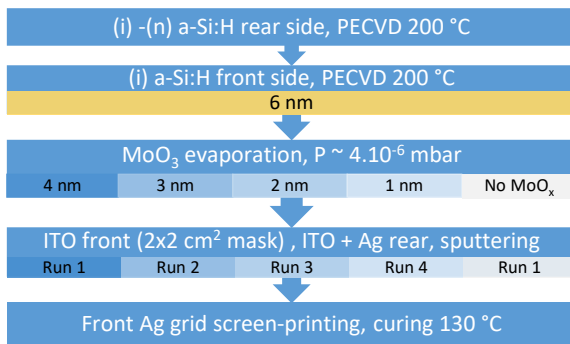 (i) -(n) a-Si:H rear side, PECVD 200 °C
(i) a-Si:H front side, PECVD 200 °C
6 nm
MoO₃ evaporation, P ~ 4.10⁻⁶ mbar
4 nm 3 nm 2 nm 1 nm No MoOₓ
ITO front (2x2 cm² mask) , ITO + Ag rear, sputtering
Run 1 Run 2 Run 3 Run 4 Run 1
Front Ag grid screen-printing, curing 130 °C